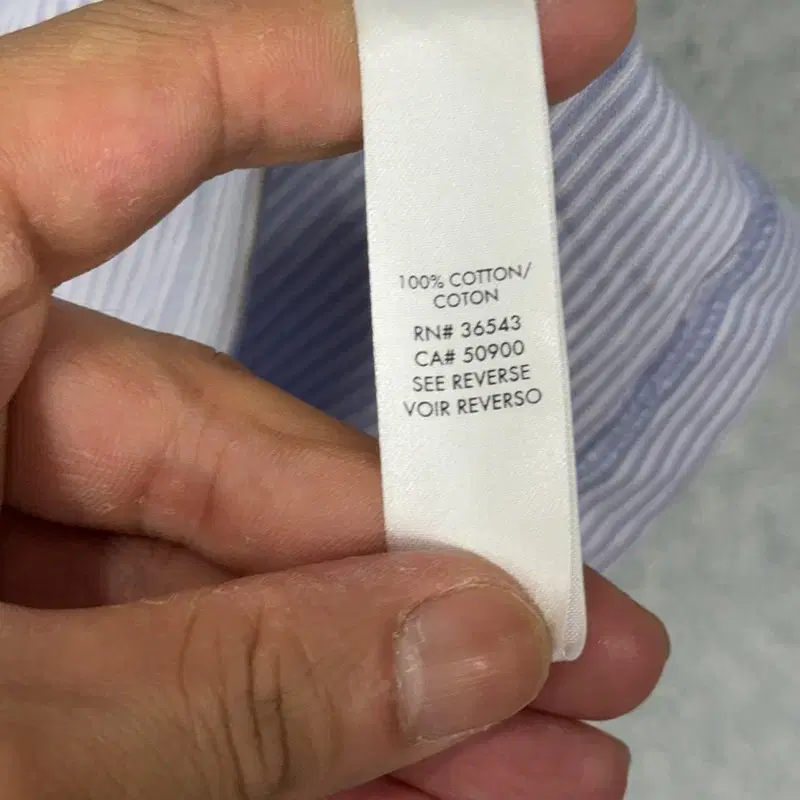 100% COTTON/
COTON
RN# 36543
CA# 50900
SEE REVERSE
VOIR REVERSO